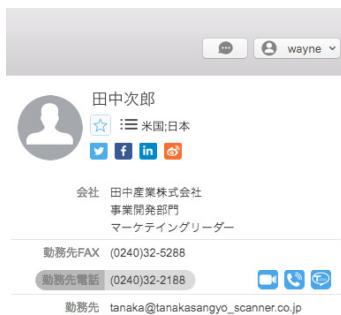 wayne
田中次郎
米国;日本
会社 田中産業株式会社
事業開発部門
マーケテイングリーダー
勤務先FAX (0240)32-5288
勤務先電話 (0240)32-2188
勤務先 tanaka@tanakasangyo_scanner.co.jp